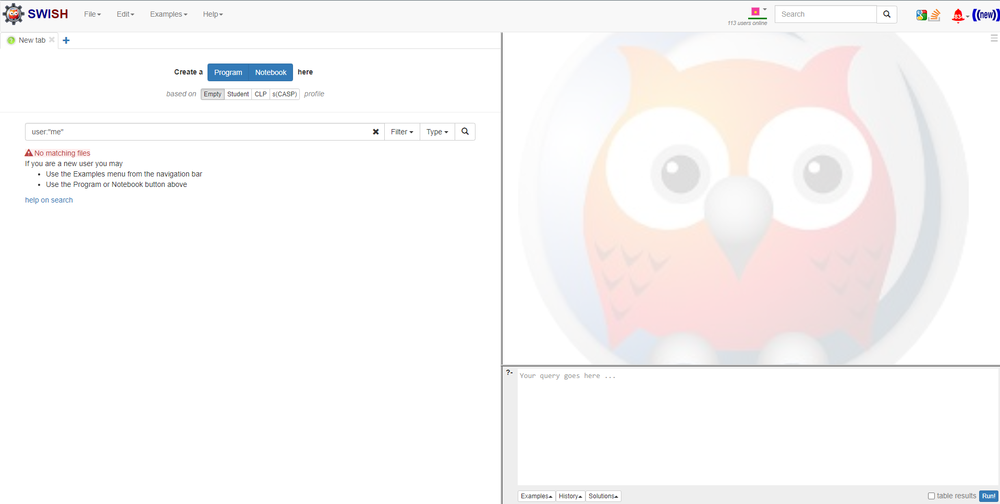 SWISH File Edit Examples Help 113 users online Search 834 ((new))
New tab
Create a Program Notebook here
based on Empty Student CLP s(CASP) profile
user:"me" Filter Type
No matching files
If you are a new user you may
• Use the Examples menu from the navigation bar
• Use the Program or Notebook button above
help on search
?- Your query goes here ...
Examples History Solutions table results Run!